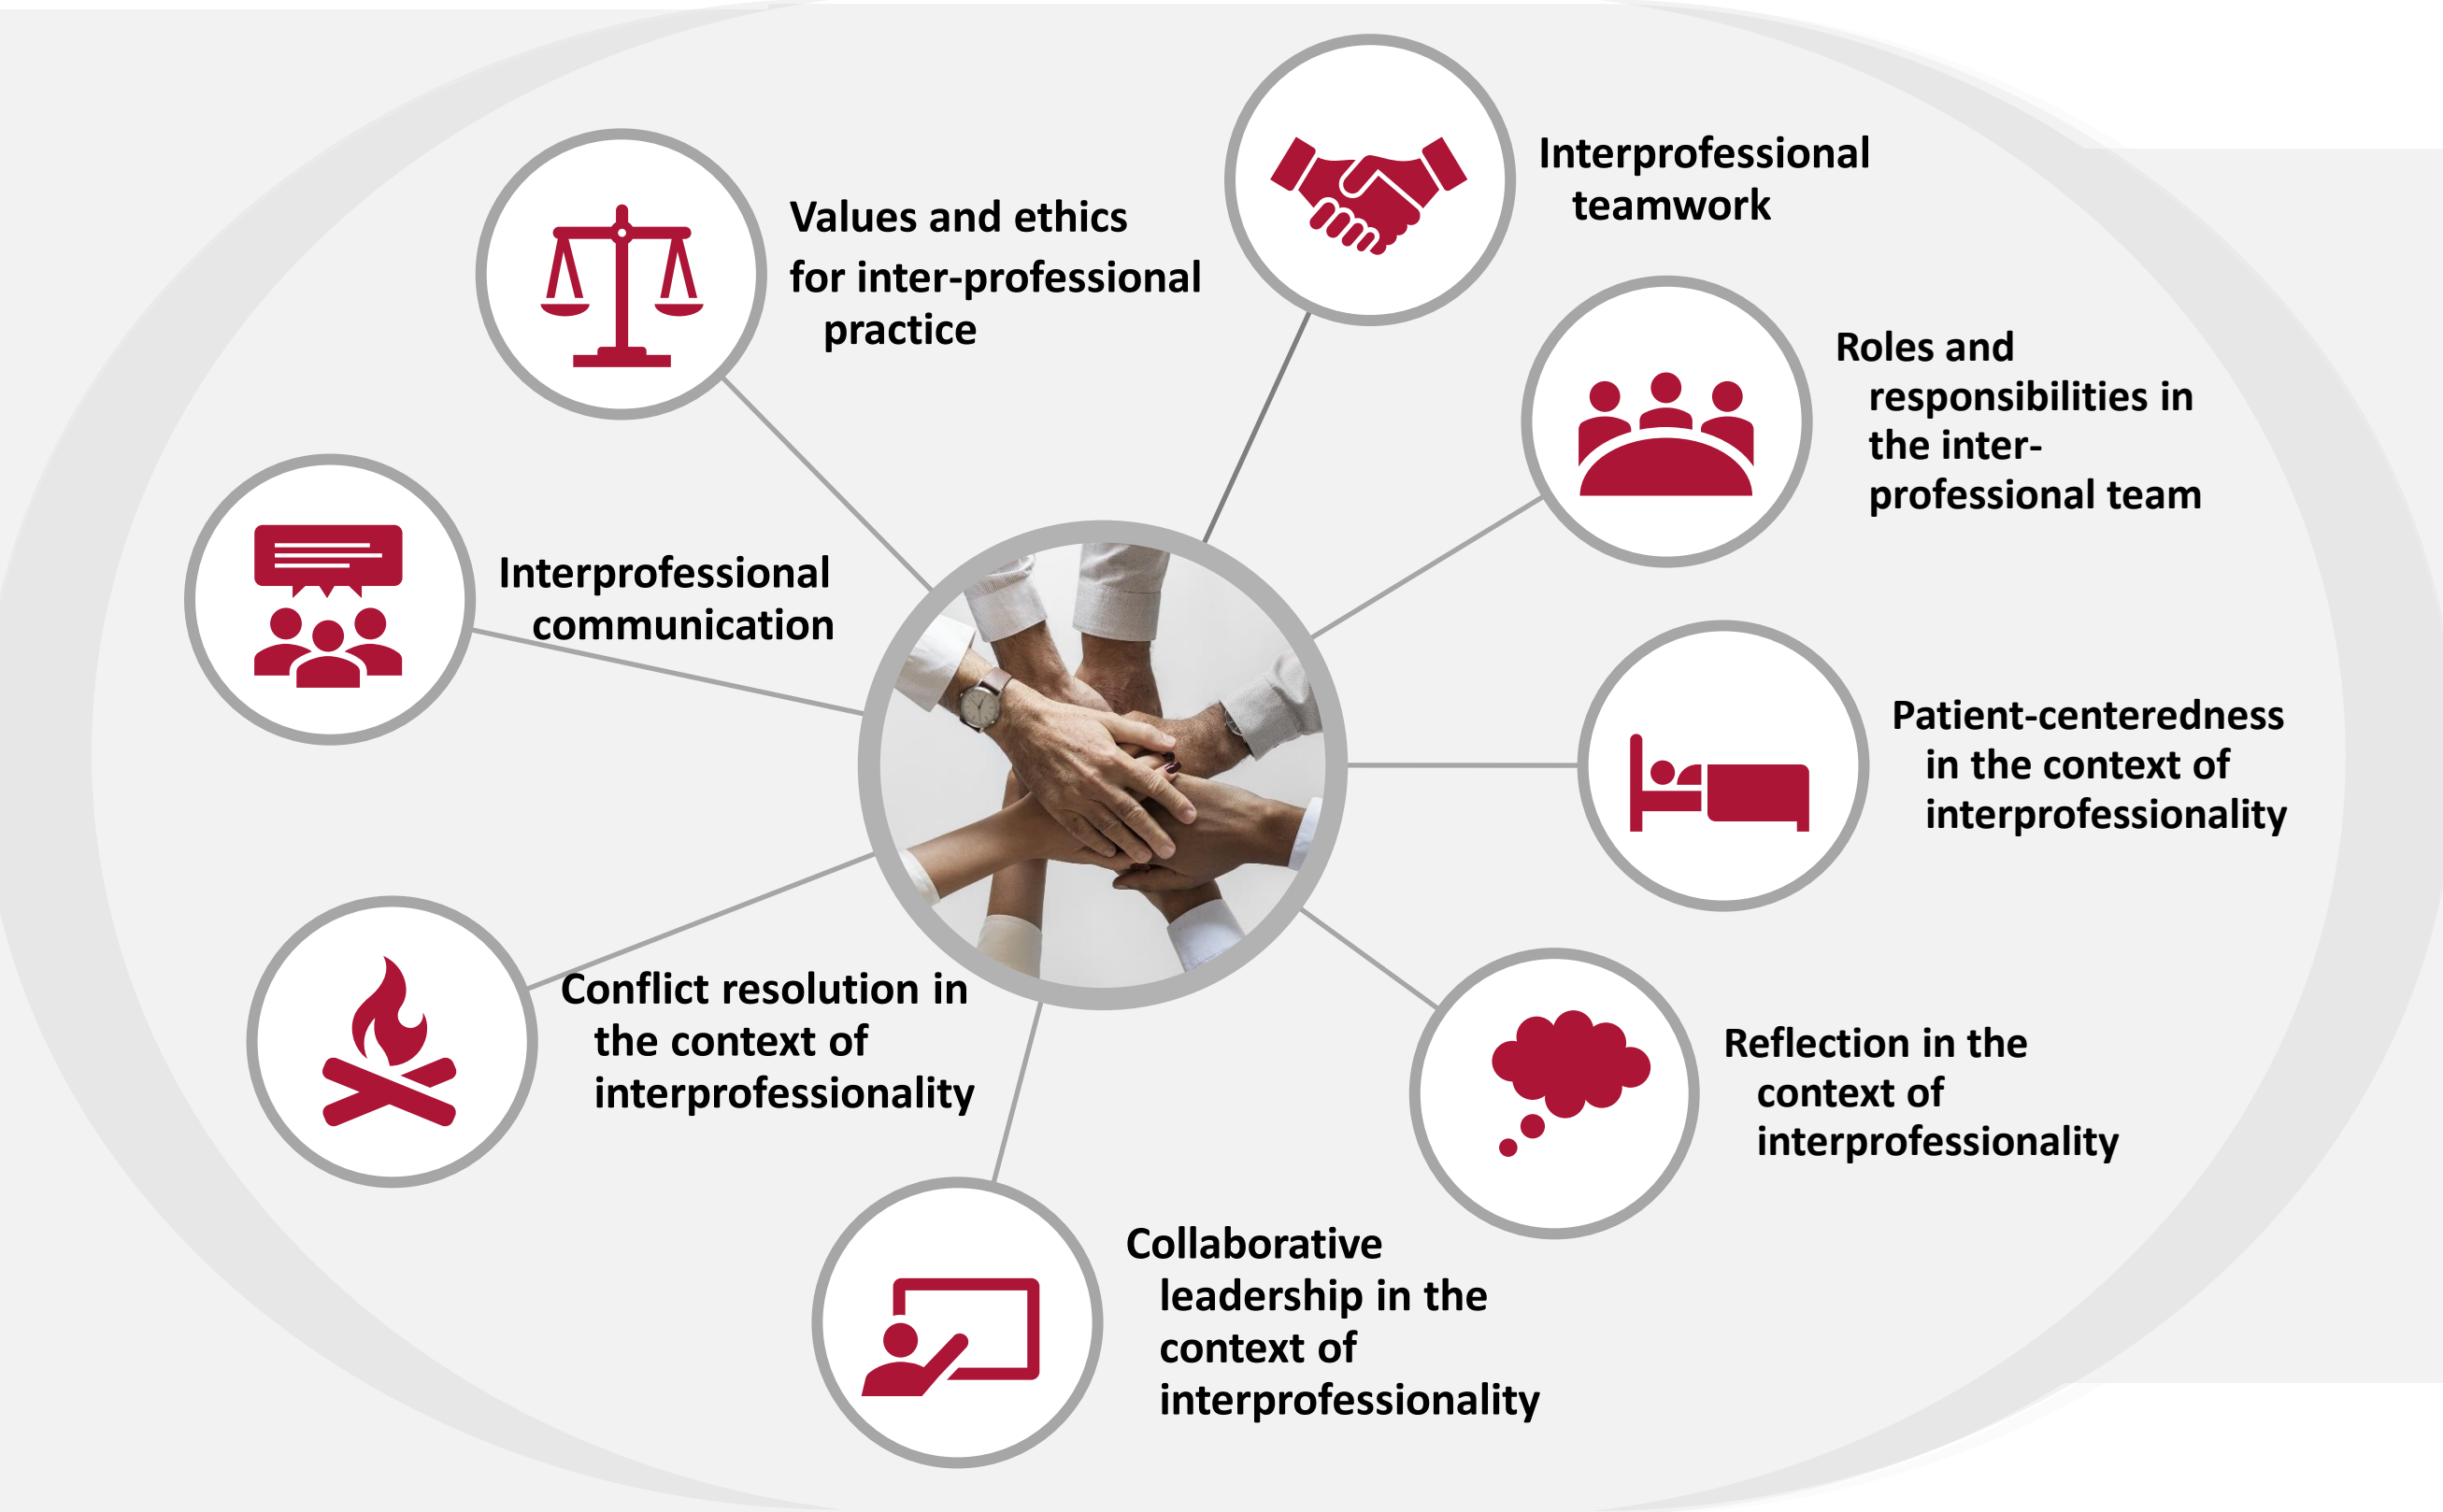 Interprofessional
teamwork
Values and ethics
for inter-professional
practice
Roles and
responsibilities in
the inter-
professional team
Interprofessional
communication
Patient-centeredness
in the context of
interprofessionality
Conflict resolution in
the context of
interprofessionality
Reflection in the
context of
interprofessionality
Collaborative
leadership in the
context of
interprofessionality